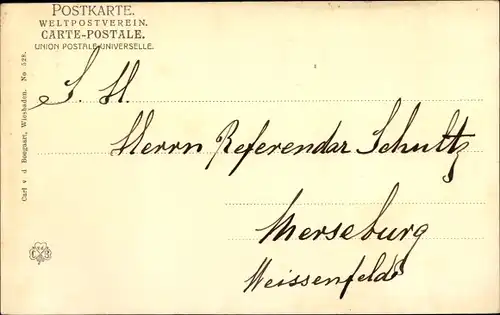 POSTKARTE.
WELTPOSTVEREIN.
CARTE-POSTALE.
UNION POSTALE UNIVERSELLE.
S. H.
Herrn Referendar Schultz
Merseburg
Weissenfels
Carl v. d. Boogaart, Wiesbaden. No 528.